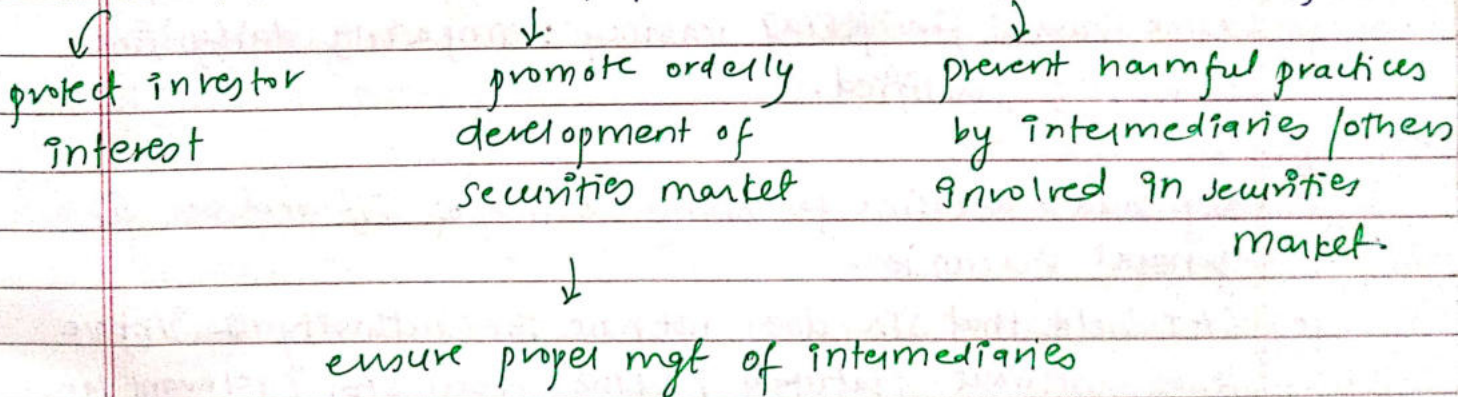 protect investor
interest
promote orderly
development of
securities market
prevent harmful practices
by intermediaries /others
involved in securities
market.
ensure proper mgt of intermediaries